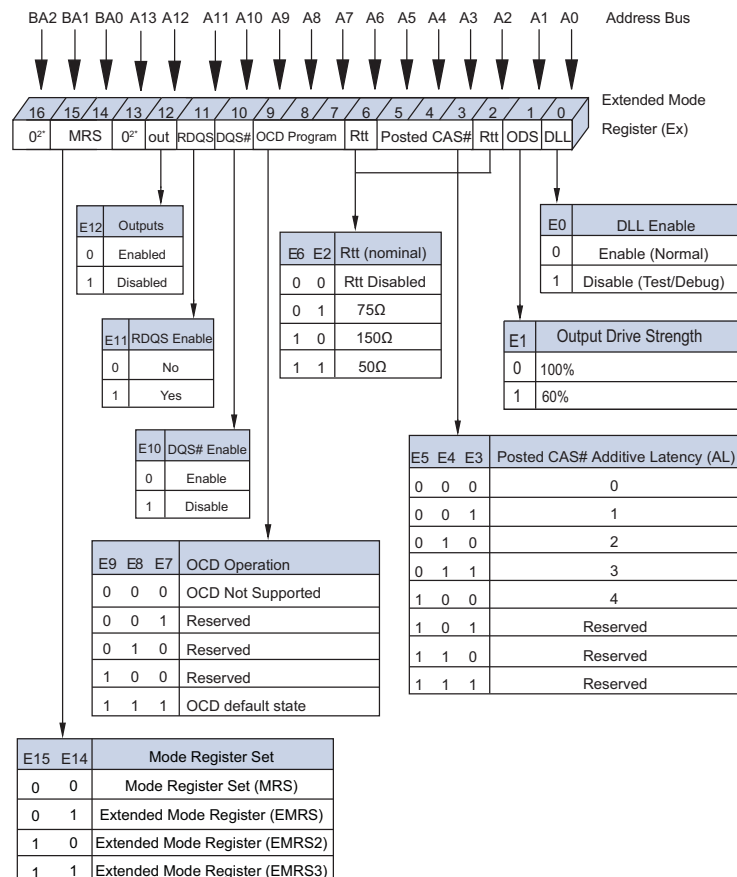 BA2 BA1 BA0 A13 A12 A11 A10 A9 A8 A7 A6 A5 A4 A3 A2 A1 A0 Address Bus
16 15 14 13 12 11 10 9 8 7 6 5 4 3 2 1 0
Extended Mode
Register (Ex)
0²* MRS 0²* out RDQS DQS# OCD Program Rtt Posted CAS# Rtt ODS DLL
E12 Outputs
0 Enabled
1 Disabled
E11 RDQS Enable
0 No
1 Yes
E10 DQS# Enable
0 Enable
1 Disable
E6 E2 Rtt (nominal)
0 0 Rtt Disabled
0 1 75Ω
1 0 150Ω
1 1 50Ω
E0 DLL Enable
0 Enable (Normal)
1 Disable (Test/Debug)
E1 Output Drive Strength
0 100%
1 60%
E5 E4 E3 Posted CAS# Additive Latency (AL)
0 0 0 0
0 0 1 1
0 1 0 2
0 1 1 3
1 0 0 4
1 0 1 Reserved
1 1 0 Reserved
1 1 1 Reserved
E9 E8 E7 OCD Operation
0 0 0 OCD Not Supported
0 0 1 Reserved
0 1 0 Reserved
1 0 0 Reserved
1 1 1 OCD default state
E15 E14 Mode Register Set
0 0 Mode Register Set (MRS)
0 1 Extended Mode Register (EMRS)
1 0 Extended Mode Register (EMRS2)
1 1 Extended Mode Register (EMRS3)